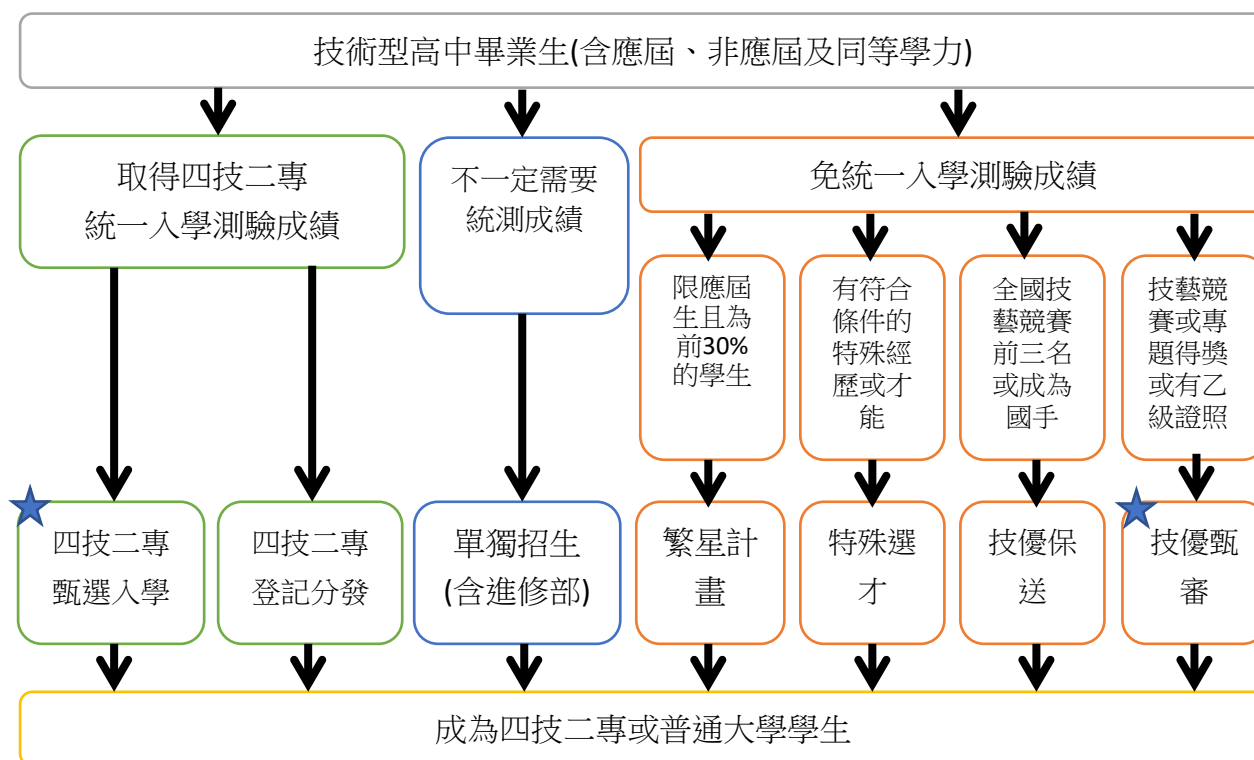 技術型高中畢業生(含應屆、非應屆及同等學力)
取得四技二專
統一入學測驗成績
不一定需要
統測成績
免統一入學測驗成績
限應屆
生且為
前30%
的學生
有符合
條件的
特殊經
歷或才
能
全國技
藝競賽
前三名
或成為
國手
技藝競
賽或專
題得獎
或有乙
級證照
四技二專
甄選入學
四技二專
登記分發
單獨招生
(含進修部)
繁星計
畫
特殊選
才
技優保
送
技優甄
審
成為四技二專或普通大學學生